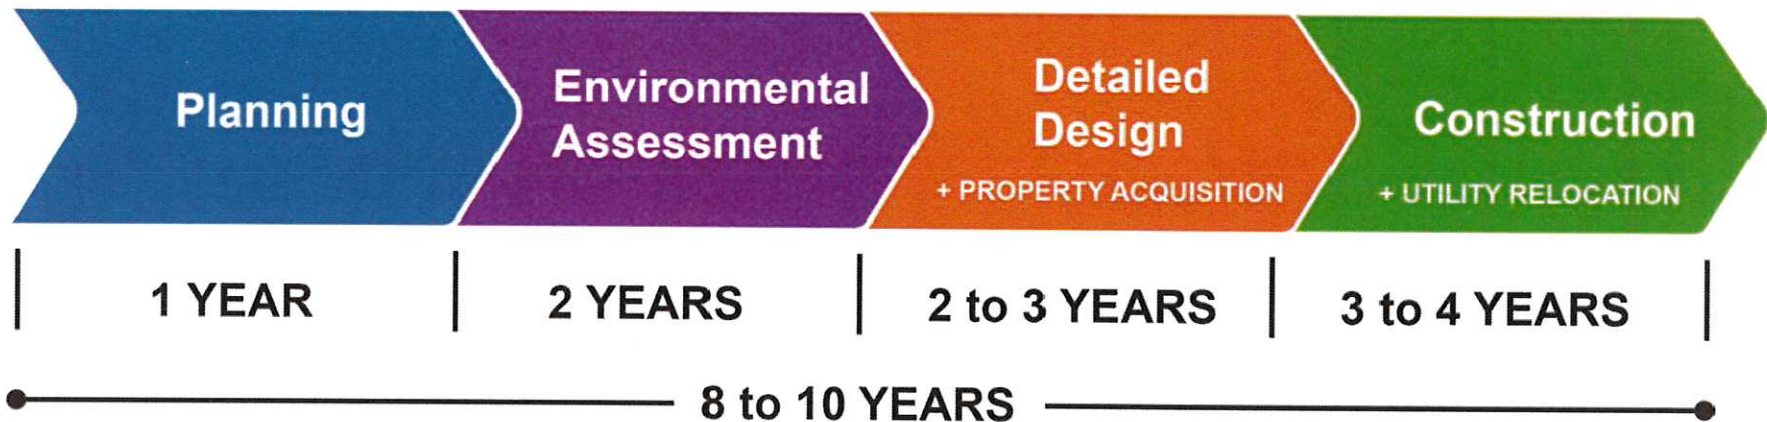 Planning
Environmental
Assessment
Detailed
Design
+ PROPERTY ACQUISITION
Construction
+ UTILITY RELOCATION
1 YEAR
2 YEARS
2 to 3 YEARS
3 to 4 YEARS
8 to 10 YEARS